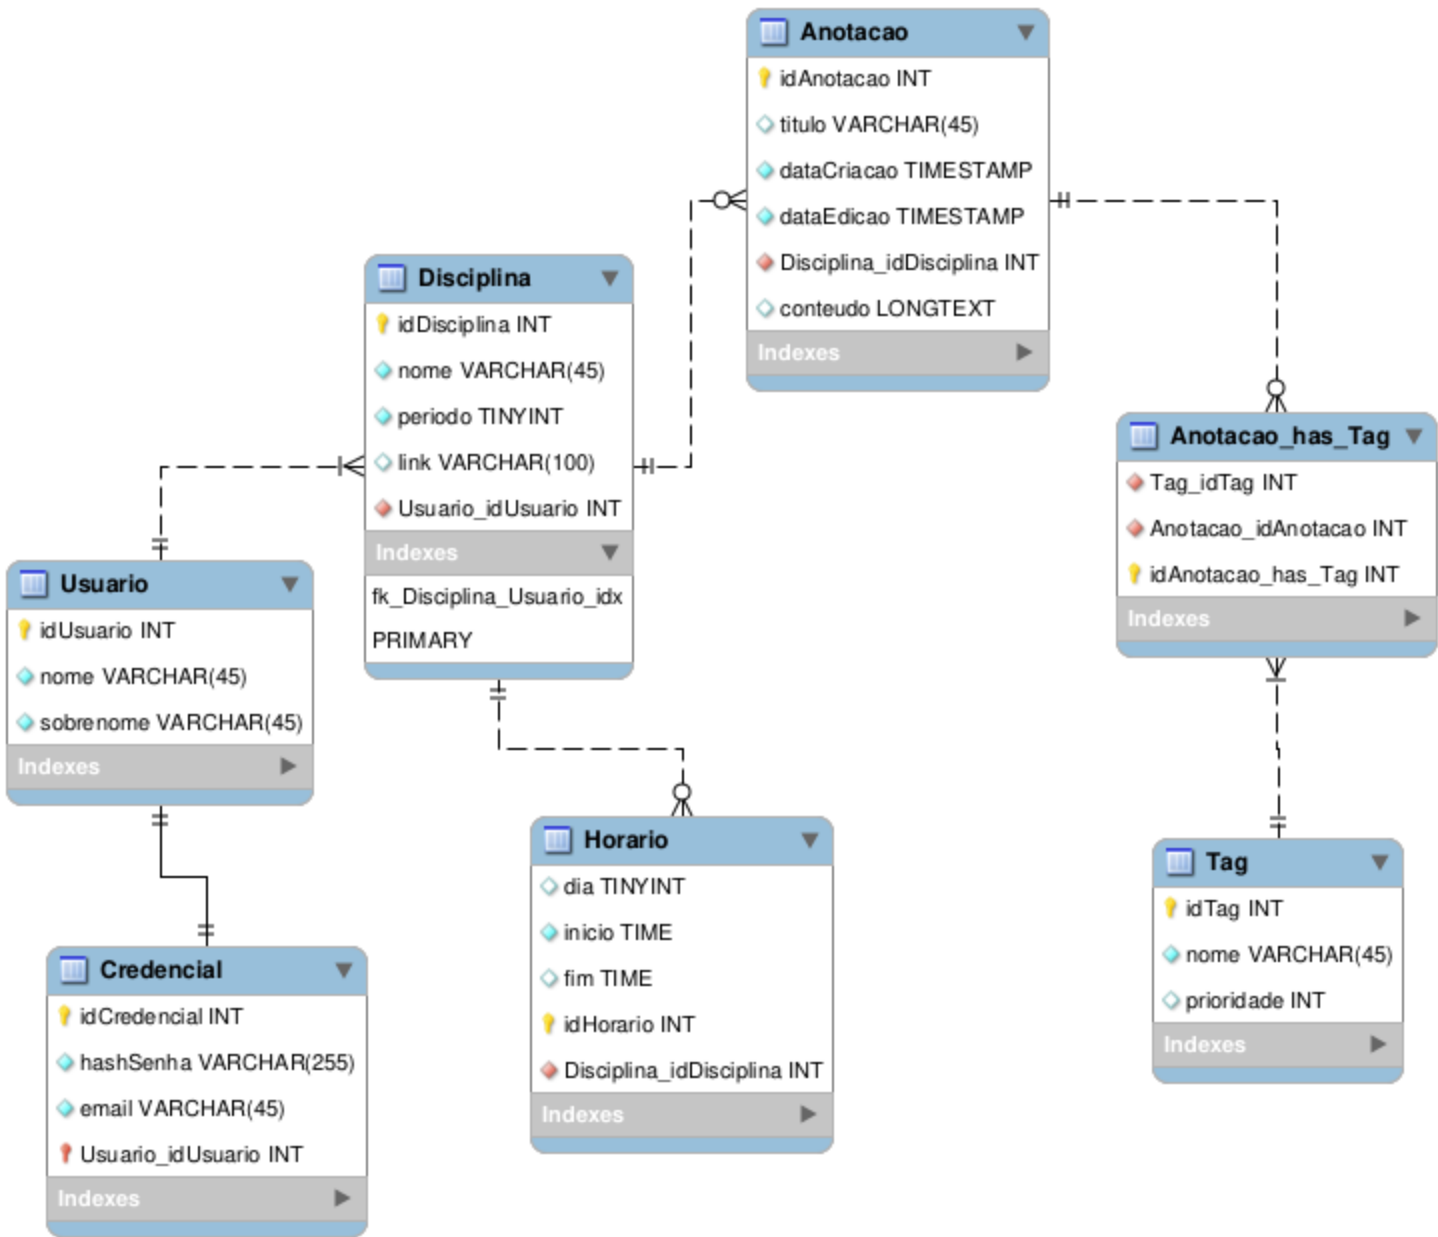 Anotacao
idAnotacao INT
titulo VARCHAR(45)
dataCriacao TIMESTAMP
dataEdicao TIMESTAMP
Disciplina_idDisciplina INT
conteudo LONGTEXT
Indexes
Disciplina
idDisciplina INT
nome VARCHAR(45)
periodo TINYINT
link VARCHAR(100)
Usuario_idUsuario INT
Indexes
fk_Disciplina_Usuario_idx
PRIMARY
Anotacao_has_Tag
Tag_idTag INT
Anotacao_idAnotacao INT
idAnotacao_has_Tag INT
Indexes
Usuario
idUsuario INT
nome VARCHAR(45)
sobrenome VARCHAR(45)
Indexes
Horario
dia TINYINT
inicio TIME
fim TIME
idHorario INT
Disciplina_idDisciplina INT
Indexes
Tag
idTag INT
nome VARCHAR(45)
prioridade INT
Indexes
Credencial
idCredencial INT
hashSenha VARCHAR(255)
email VARCHAR(45)
Usuario_idUsuario INT
Indexes